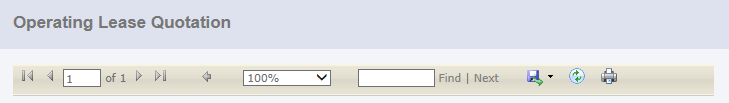 Operating Lease Quotation
1 of 1 100% Find | Next